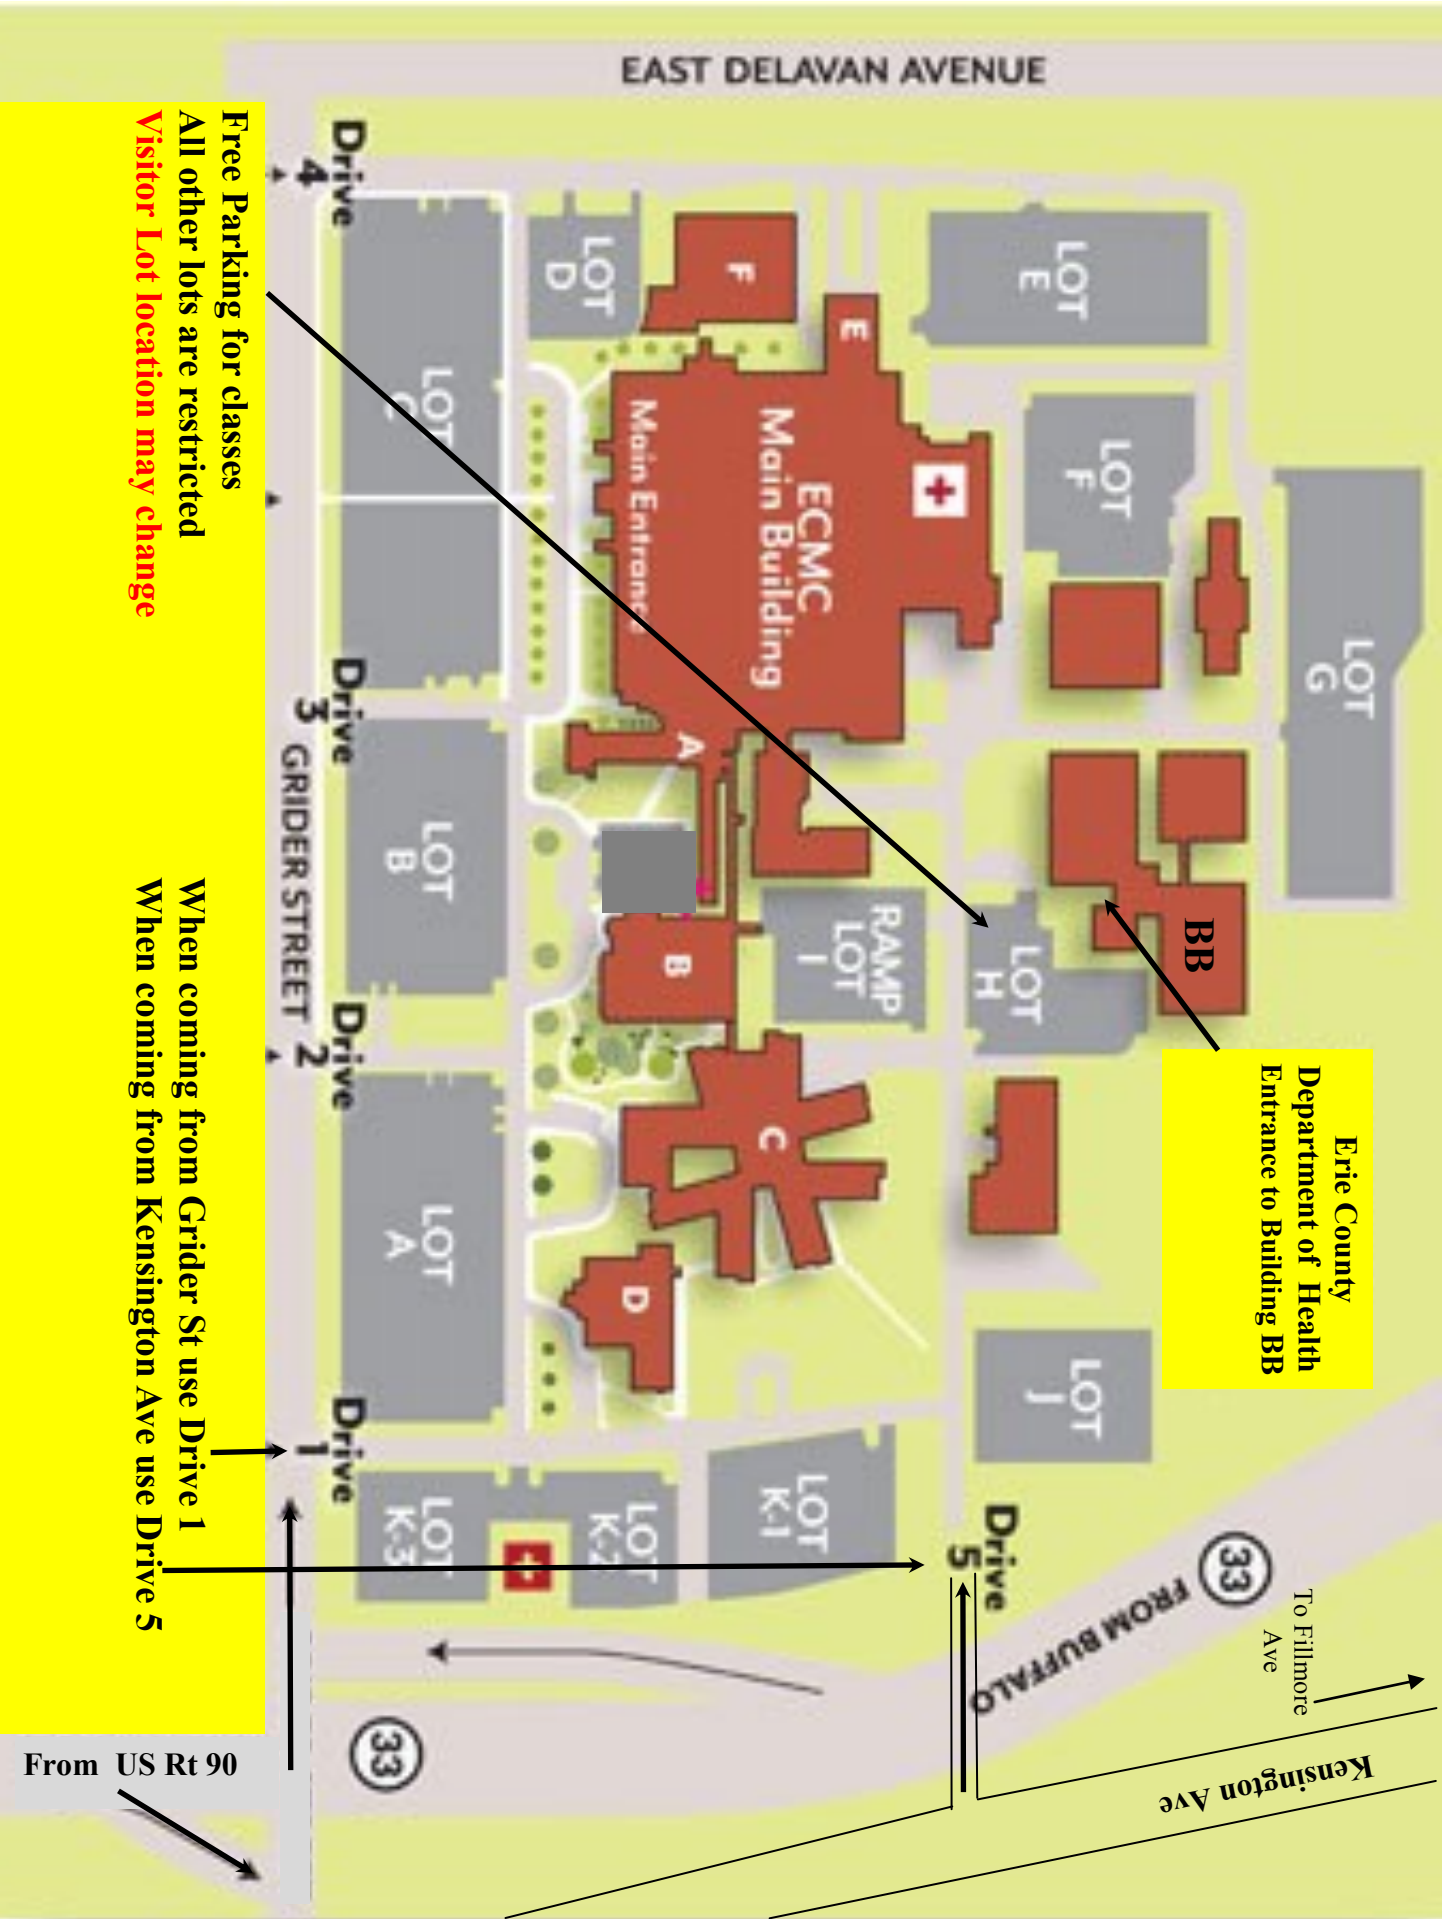 EAST DELAVAN AVENUE
Free Parking for classes
All other lots are restricted
Visitor Lot location may change
When coming from Grider St use Drive 1
When coming from Kensington Ave use Drive 5
Drive
4
Drive
3
GRIDER STREET
Drive
2
Drive
1
LOT
C
LOT
B
LOT
A
LOT
K-3
LOT
K-2
LOT
K-1
LOT
D
F
E
LOT
E
LOT
F
LOT
G
ECMC
Main Building
Main Entrance
A
B
C
D
RAMP
LOT
I
LOT
H
BB
Erie County
Department of Health
Entrance to Building BB
LOT
J
Drive
5
33
FROM BUFFALO
To Fillmore
Ave
Kensington Ave
33
From US Rt 90